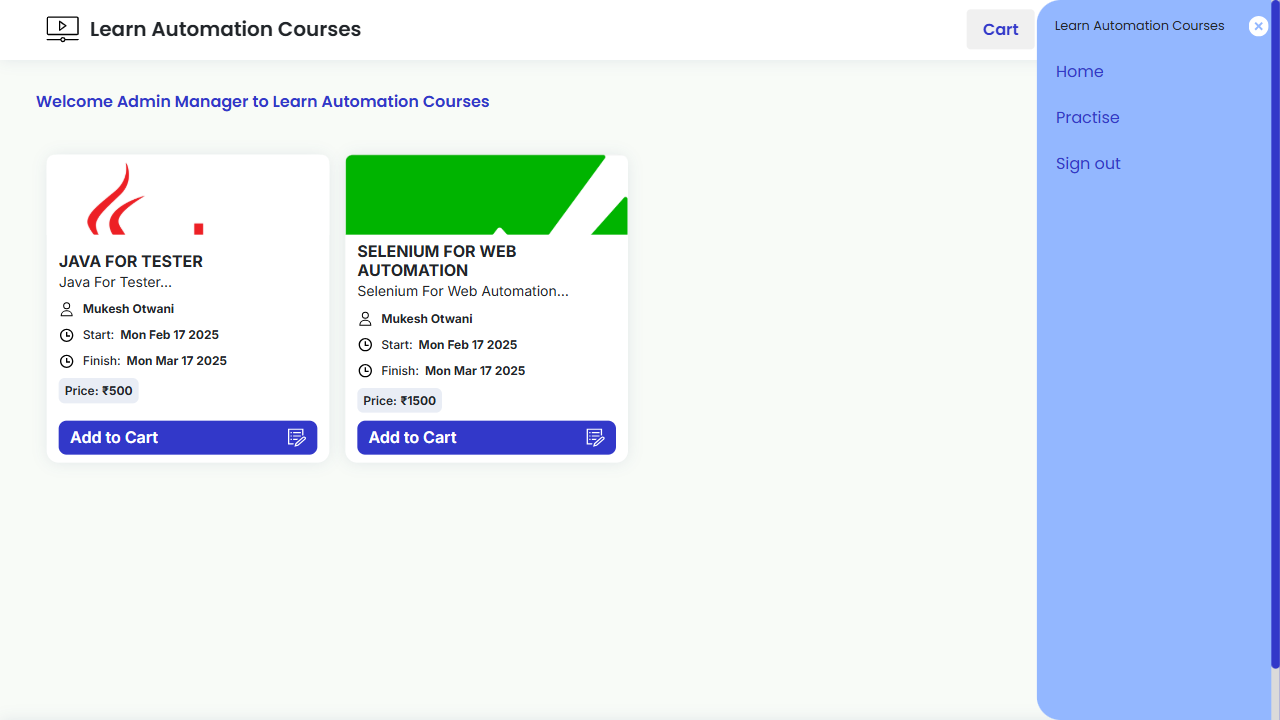 Learn Automation Courses
Cart
Learn Automation Courses
Home
Practise
Sign out
Welcome Admin Manager to Learn Automation Courses
JAVA FOR TESTER
Java For Tester...
Mukesh Otwani
Start: Mon Feb 17 2025
Finish: Mon Mar 17 2025
Price: ₹500
Add to Cart
SELENIUM FOR WEB
AUTOMATION
Selenium For Web Automation...
Mukesh Otwani
Start: Mon Feb 17 2025
Finish: Mon Mar 17 2025
Price: ₹1500
Add to Cart